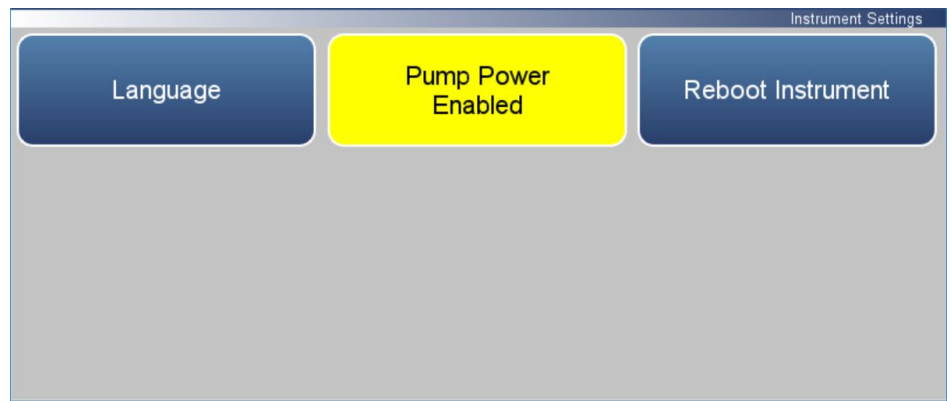 Instrument Settings
Language
Pump Power
Enabled
Reboot Instrument